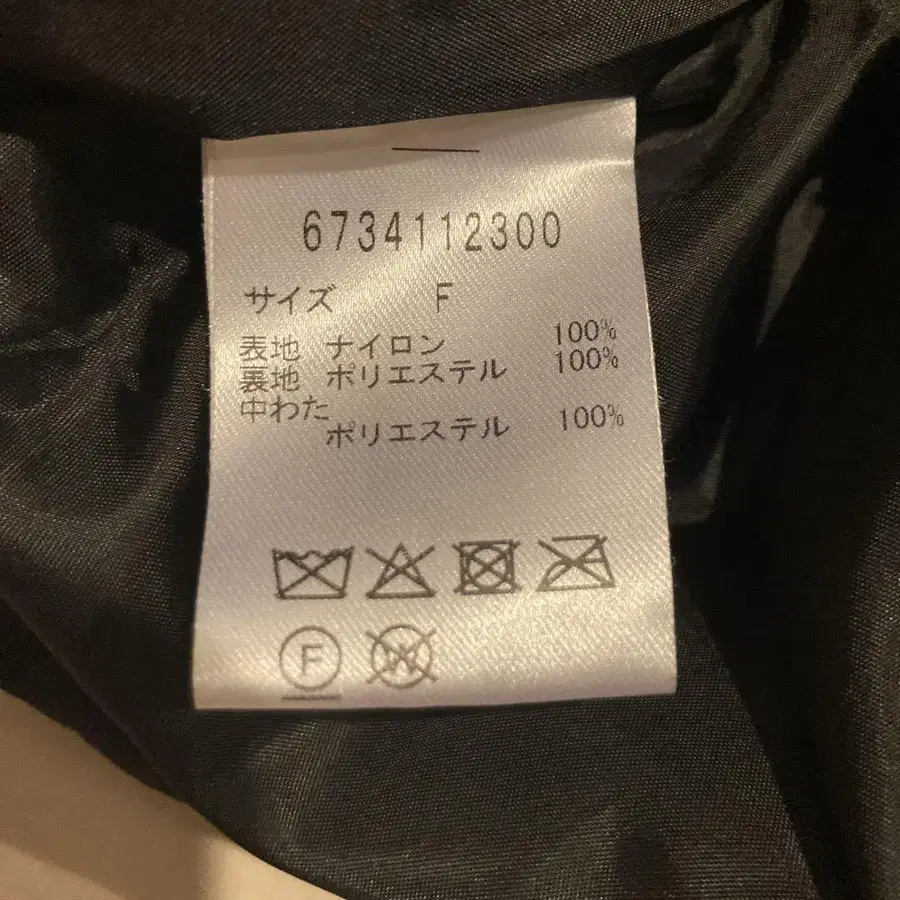 6734112300
サイズ F
表地 ナイロン 100%
裏地 ポリエステル 100%
中わた
ポリエステル 100%
F W